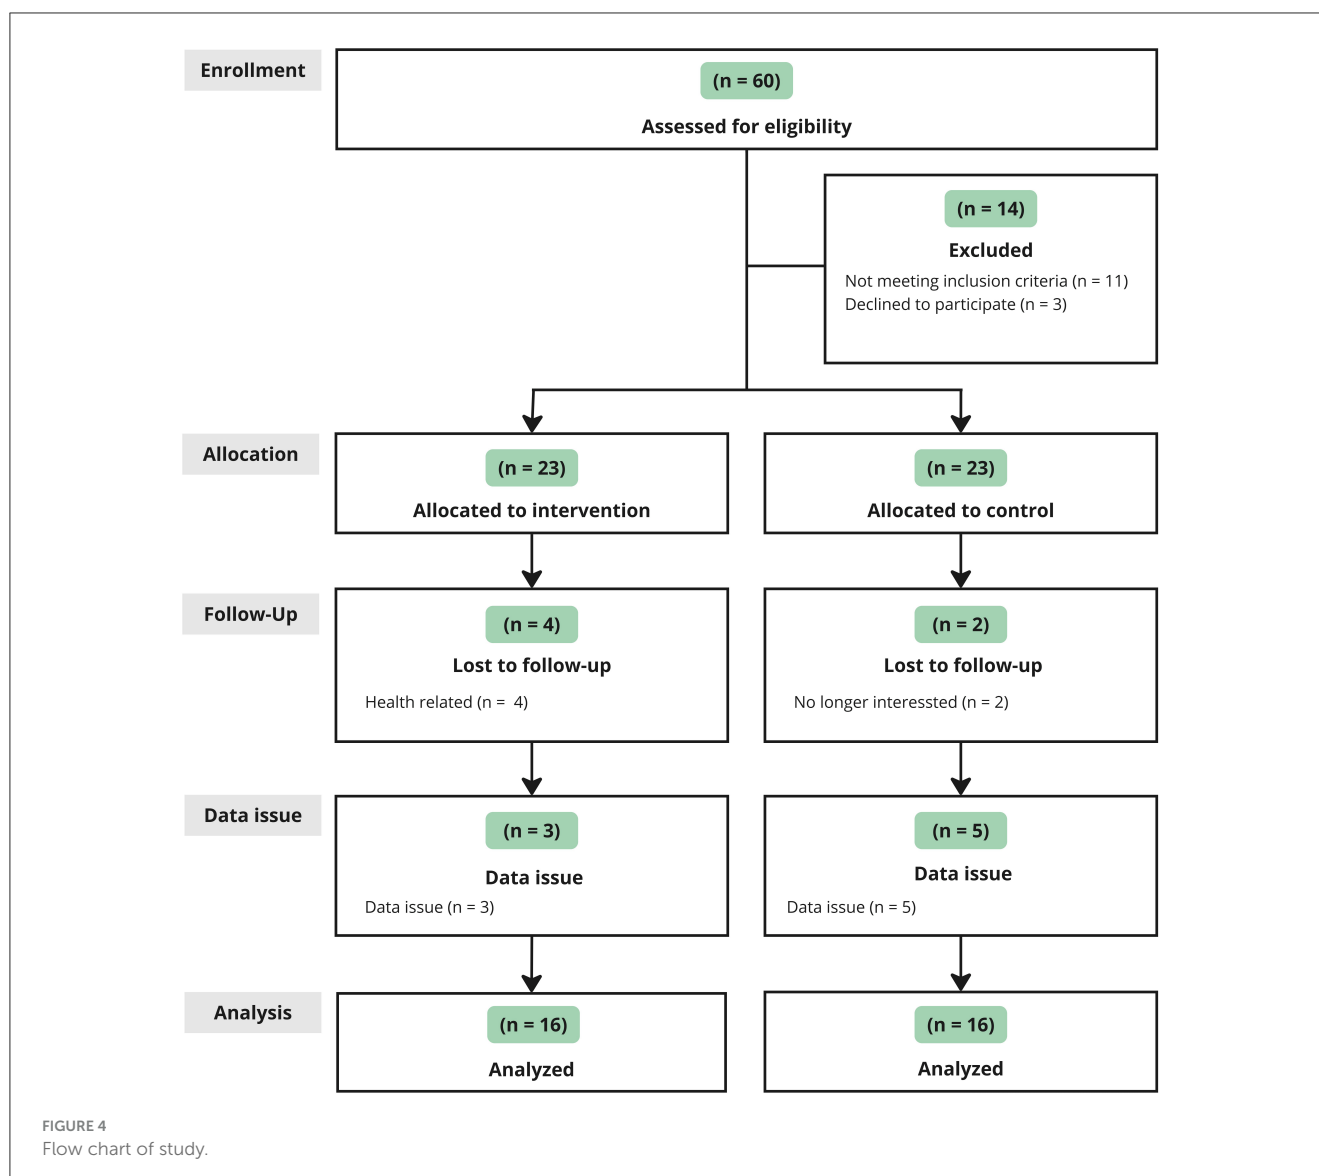 Enrollment
(n = 60)
Assessed for eligibility
(n = 14)
Excluded
Not meeting inclusion criteria (n = 11)
Declined to participate (n = 3)
Allocation
(n = 23)
Allocated to intervention
(n = 23)
Allocated to control
Follow-Up
(n = 4)
Lost to follow-up
Health related (n =  4)
(n = 2)
Lost to follow-up
No longer interessted (n = 2)
Data issue
(n = 3)
Data issue
Data issue (n = 3)
(n = 5)
Data issue
Data issue (n = 5)
Analysis
(n = 16)
Analyzed
(n = 16)
Analyzed
FIGURE 4
Flow chart of study.